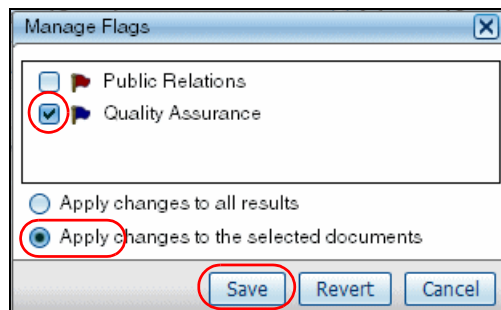 Manage Flags
Public Relations
Quality Assurance
Apply changes to all results
Apply changes to the selected documents
Save Revert Cancel